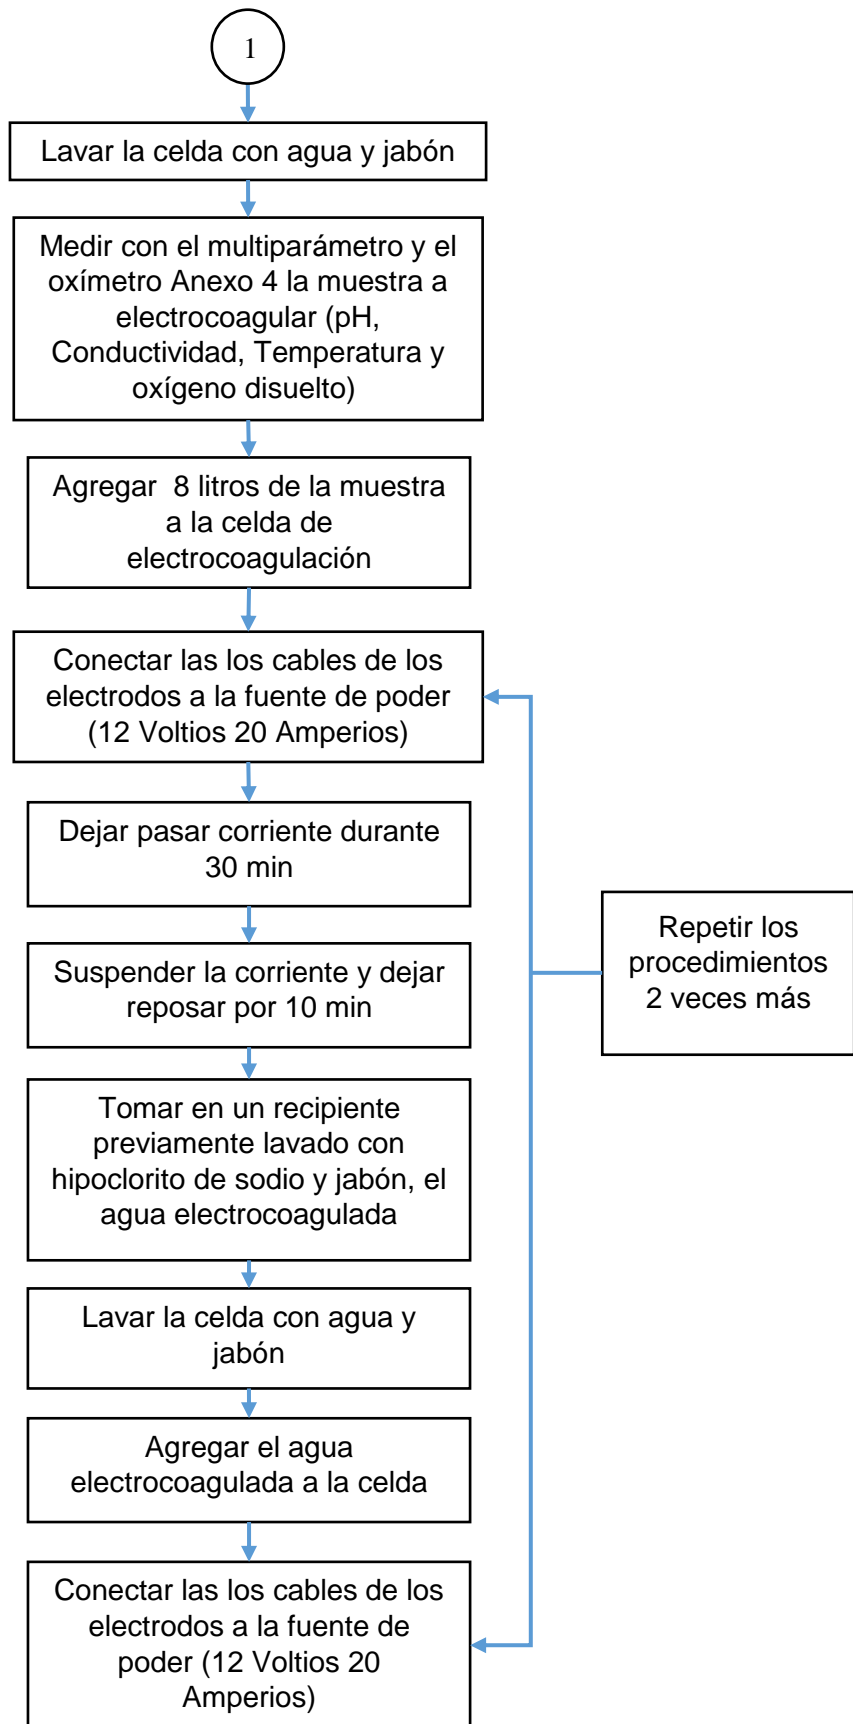 1
Lavar la celda con agua y jabón
Medir con el multiparámetro y el
oxímetro Anexo 4 la muestra a
electrocoagular (pH,
Conductividad, Temperatura y
oxígeno disuelto)
Agregar  8 litros de la muestra
a la celda de
electrocoagulación
Conectar las los cables de los
electrodos a la fuente de poder
(12 Voltios 20 Amperios)
Dejar pasar corriente durante
30 min
Suspender la corriente y dejar
reposar por 10 min
Tomar en un recipiente
previamente lavado con
hipoclorito de sodio y jabón, el
agua electrocoagulada
Lavar la celda con agua y
jabón
Agregar el agua
electrocoagulada a la celda
Conectar las los cables de los
electrodos a la fuente de
poder (12 Voltios 20
Amperios)
Repetir los
procedimientos
2 veces más